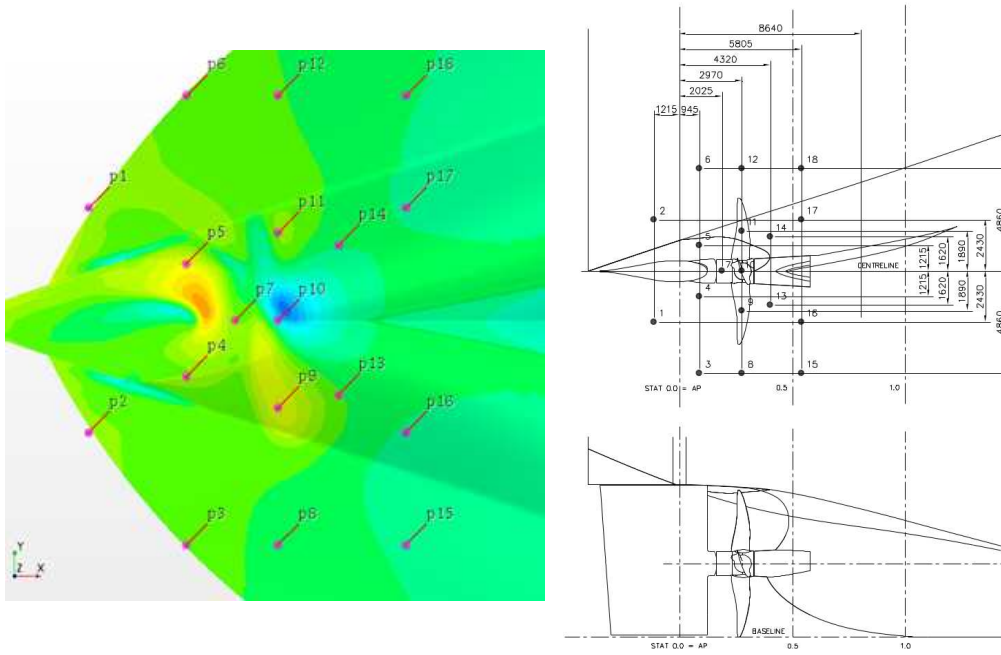 p6
p12
p18
p1
p17
p11
p14
p5
p7
p10
p4
p13
p9
p2
p16
p3
p8
p15
Y
Z
X
8640
5805
4320
2970
2025
1215
945
6
12
18
2
17
11
14
5
7
10
CENTRELINE
4
13
9
1
16
3
8
15
1215
1620
1890
2430
4860
1215
1620
1890
2430
4860
STAT 0.0 = AP
0.5
1.0
BASELINE
STAT 0.0 = AP
0.5
1.0